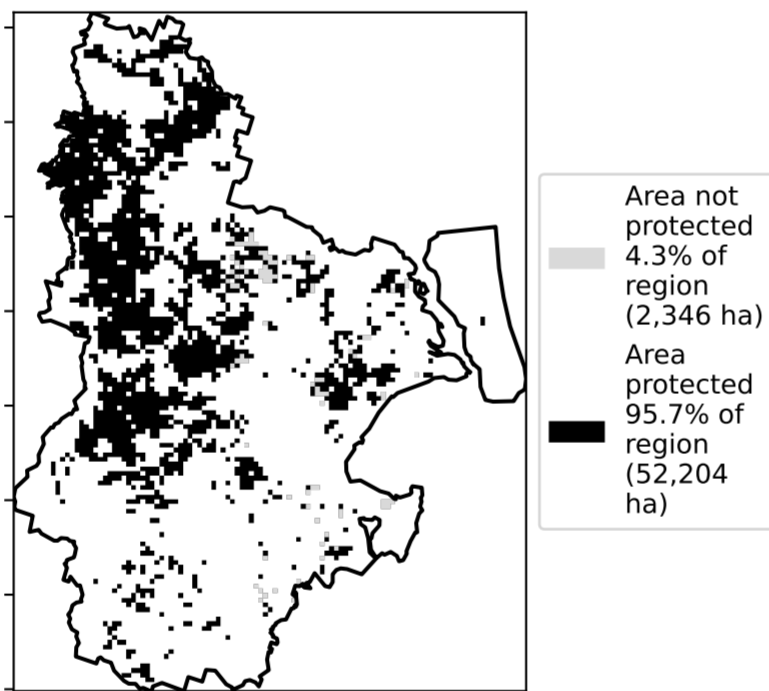 Area not
protected
4.3% of
region
(2,346 ha)
Area
protected
95.7% of
region
(52,204
ha)